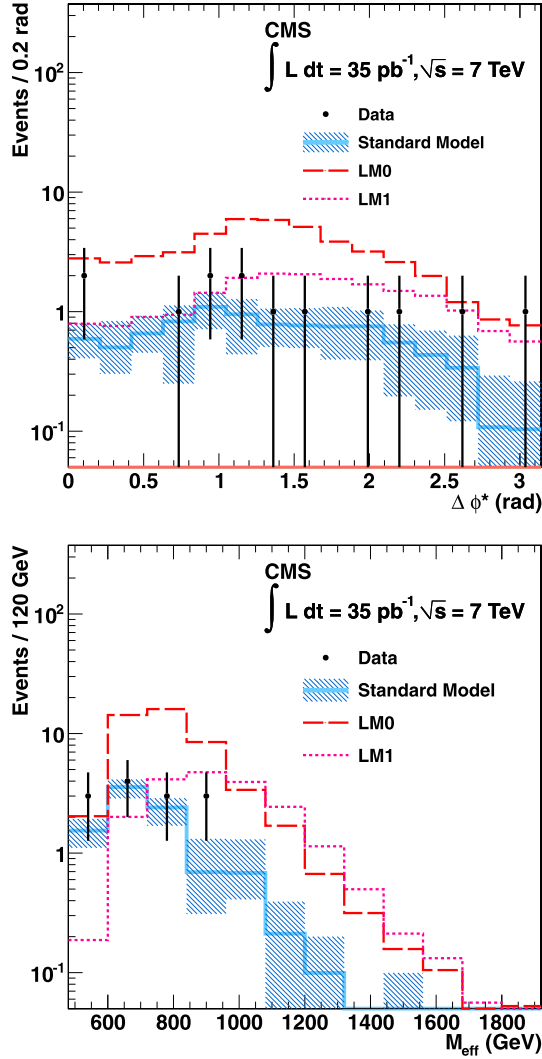 Events / 0.2 rad
CMS
∫ L dt = 35 pb⁻¹, √s = 7 TeV
Data
Standard Model
LM0
LM1
10²
10
1
10⁻¹
0 0.5 1 1.5 2 2.5 3
Δ ϕ* (rad)
Events / 120 GeV
CMS
∫ L dt = 35 pb⁻¹, √s = 7 TeV
Data
Standard Model
LM0
LM1
10²
10
1
10⁻¹
600 800 1000 1200 1400 1600 1800
M_eff (GeV)